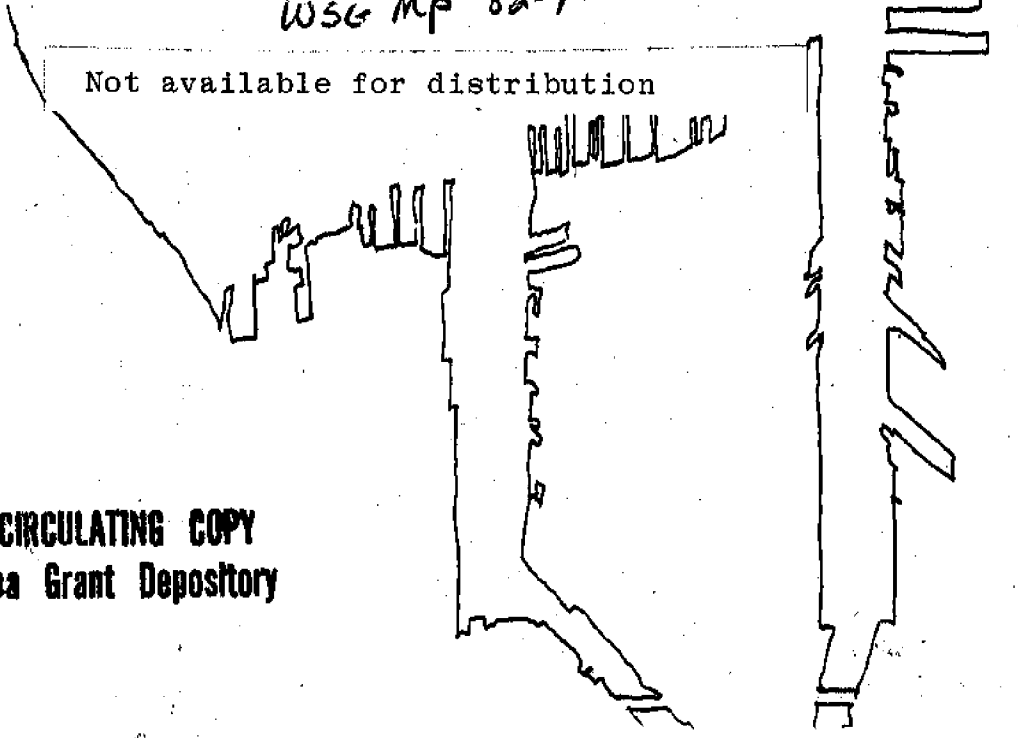 WSG MP
Not available for distribution
CIRCULATING COPY
Grant Depository